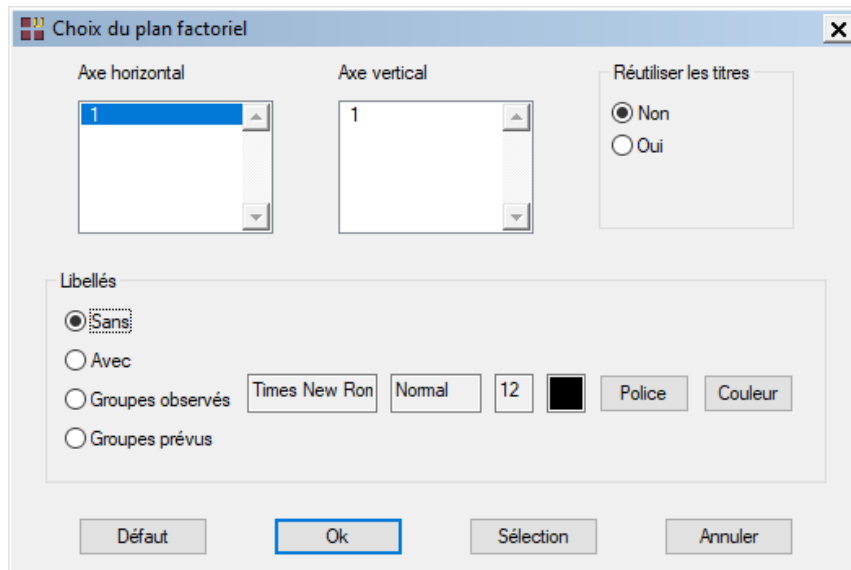 Choix du plan factoriel
Axe horizontal Axe vertical Réutiliser les titres
1 1 Non
Oui
Libellés
Sans
Avec
Groupes observés Times New Ron Normal 12 Police Couleur
Groupes prévus
Défaut Ok Sélection Annuler